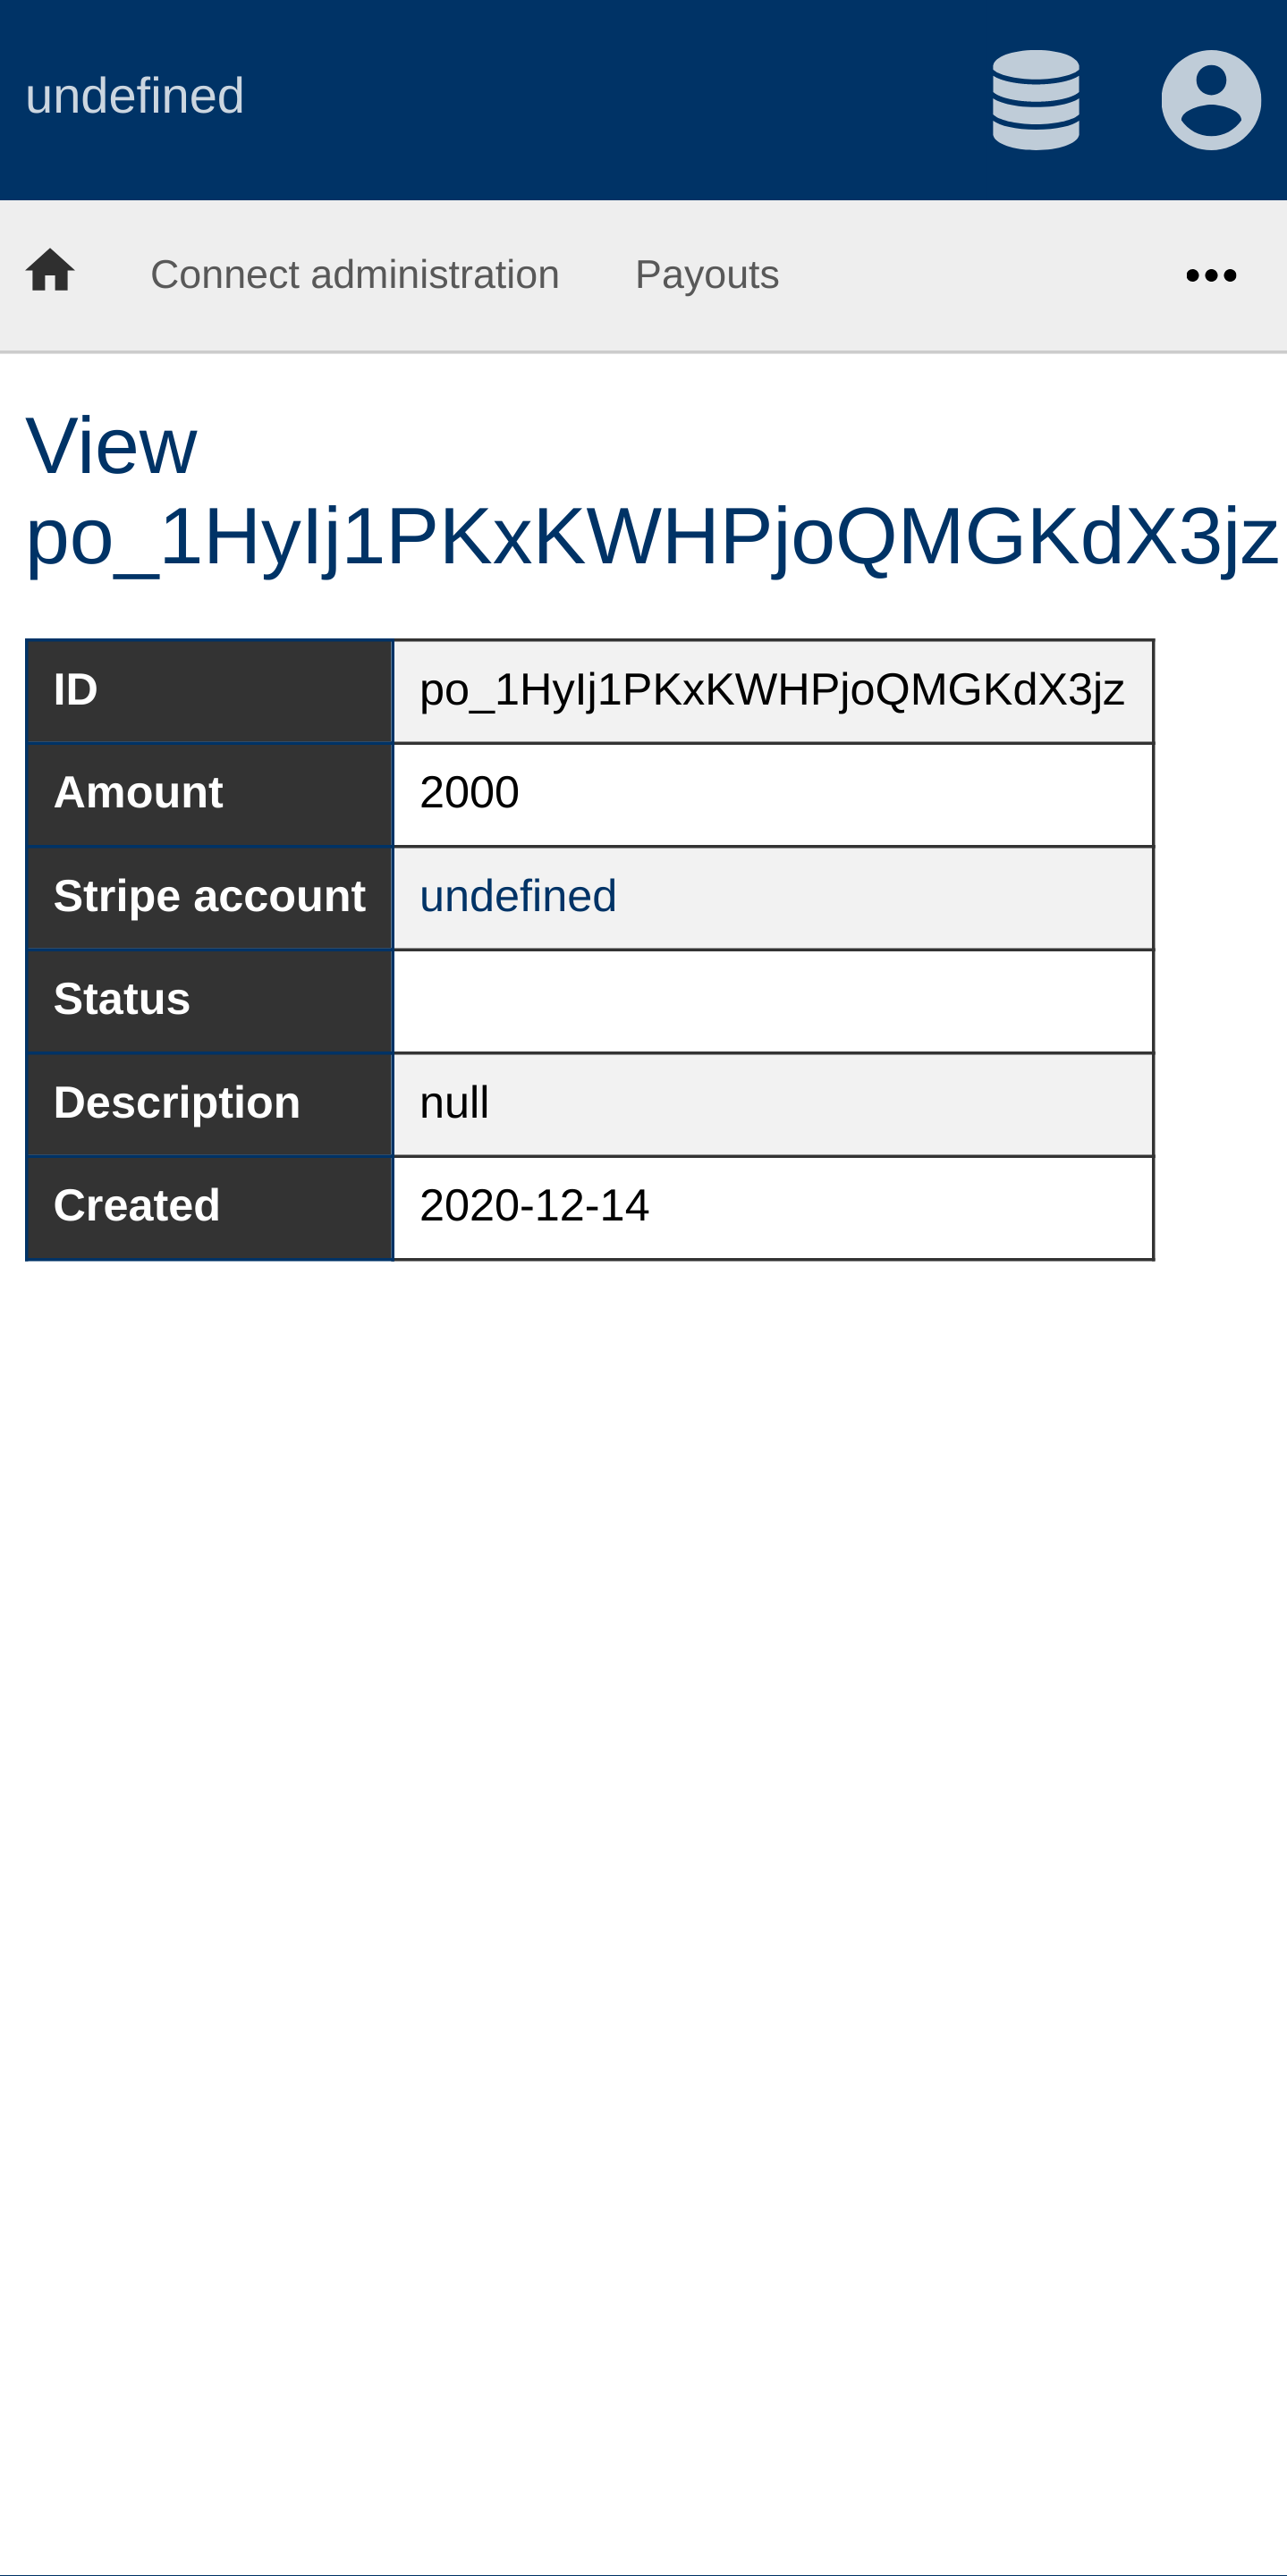 undefined
Connect administration Payouts
View
po_1HyIj1PKxKWHPjoQMGKdX3jz
ID po_1HyIj1PKxKWHPjoQMGKdX3jz
Amount 2000
Stripe account undefined
Status
Description null
Created 2020-12-14